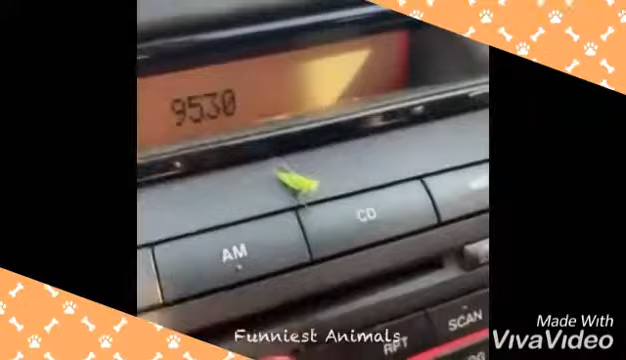 9530
AM
CD
Funniest Animals
RPT
SCAN
Made With
VivaVideo